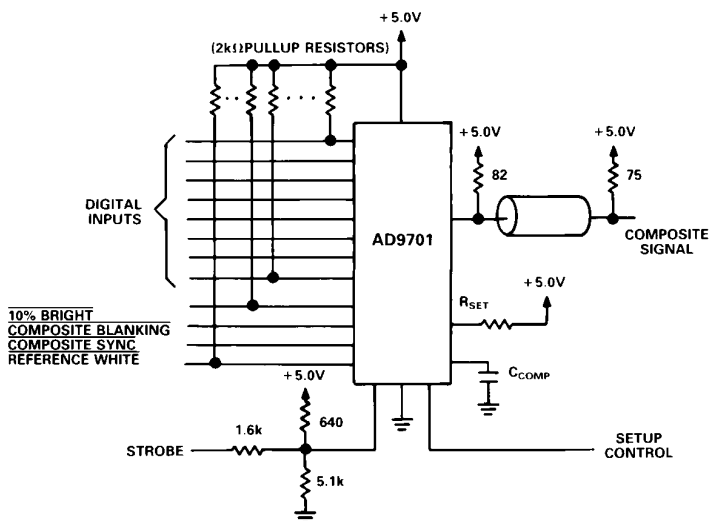 +5.0V
(2kΩ PULLUP RESISTORS)
+5.0V
+5.0V
82
75
DIGITAL
INPUTS
AD9701
COMPOSITE
SIGNAL
RSET
+5.0V
10% BRIGHT
COMPOSITE BLANKING
COMPOSITE SYNC
REFERENCE WHITE
CCOMP
+5.0V
640
1.6k
STROBE
5.1k
SETUP
CONTROL